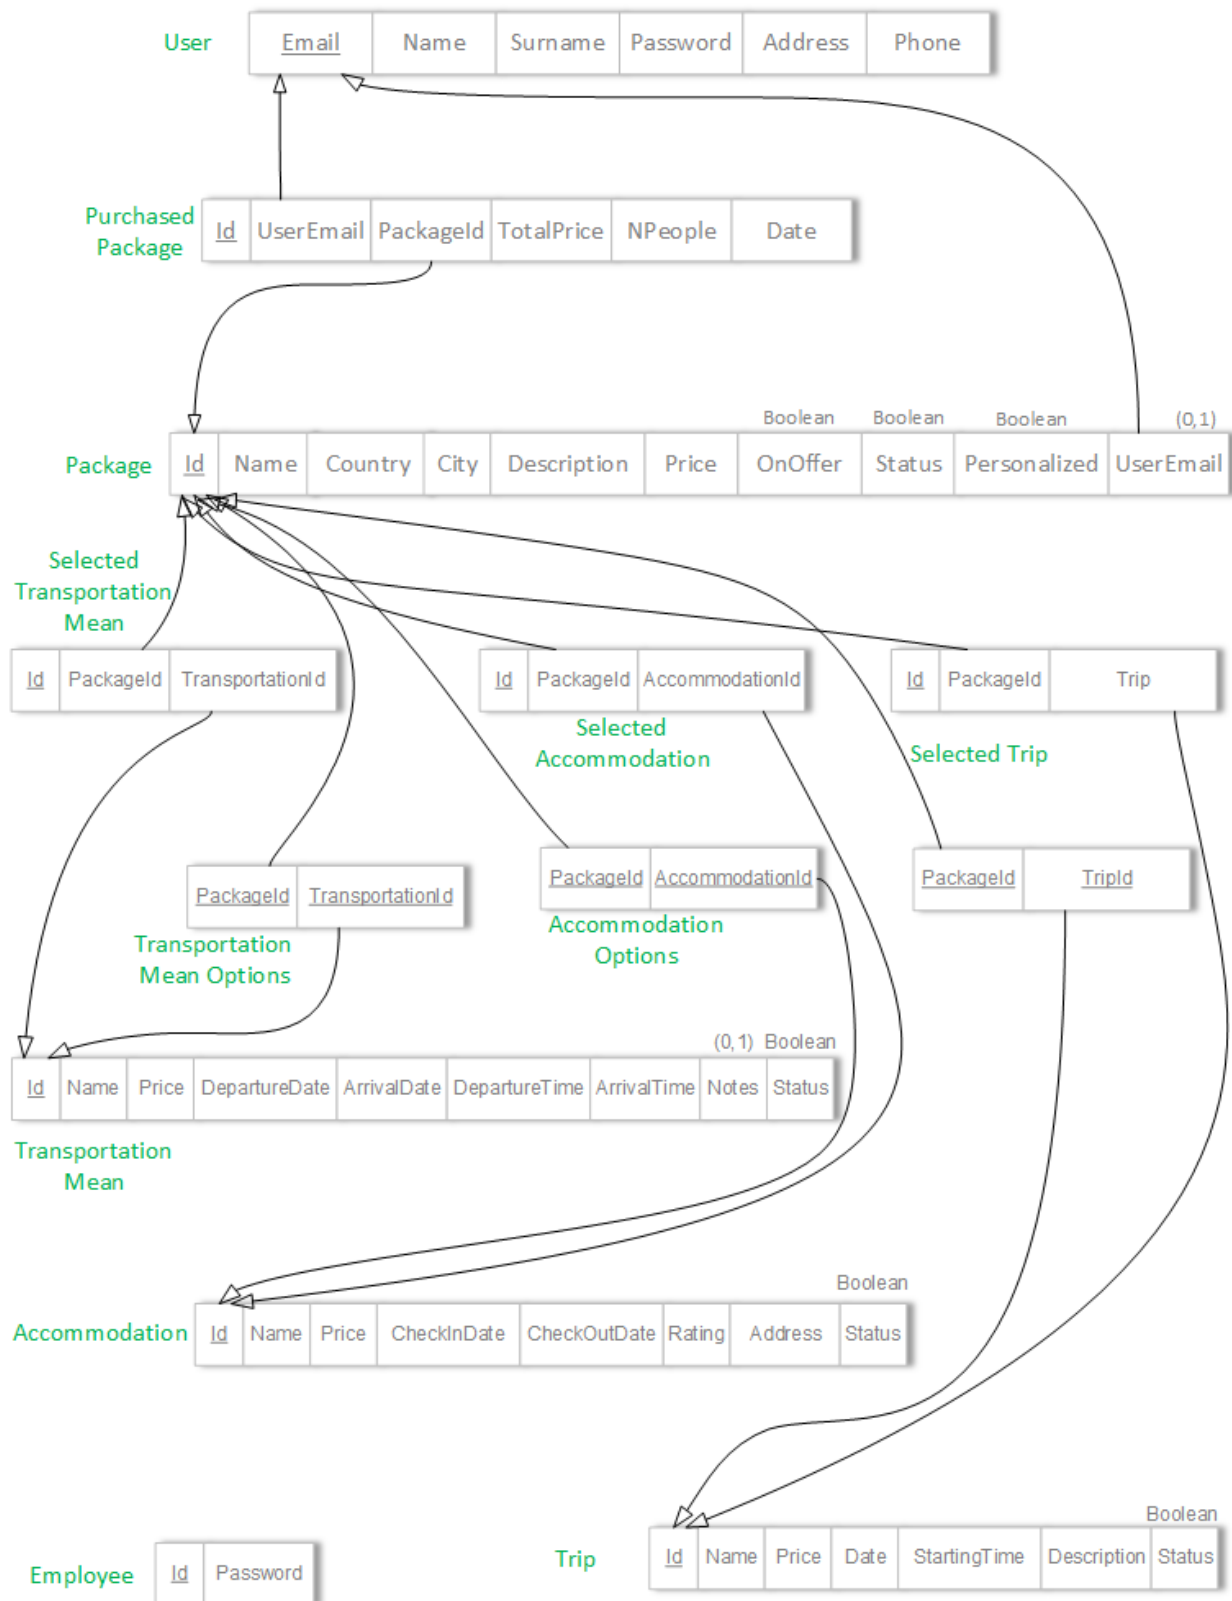 User
Email Name Surname Password Address Phone
Purchased
Package
Id UserEmail PackageId TotalPrice NPeople Date
Boolean Boolean Boolean (0,1)
Package
Id Name Country City Description Price OnOffer Status Personalized UserEmail
Selected
Transportation
Mean
Id PackageId TransportationId
Id PackageId AccommodationId
Selected
Accommodation
Id PackageId Trip
Selected Trip
PackageId TransportationId
Transportation
Mean Options
PackageId AccommodationId
Accommodation
Options
PackageId TripId
(0,1) Boolean
Id Name Price DepartureDate ArrivalDate DepartureTime ArrivalTime Notes Status
Transportation
Mean
Boolean
Accommodation
Id Name Price CheckInDate CheckOutDate Rating Address Status
Employee
Id Password
Boolean
Trip
Id Name Price Date StartingTime Description Status